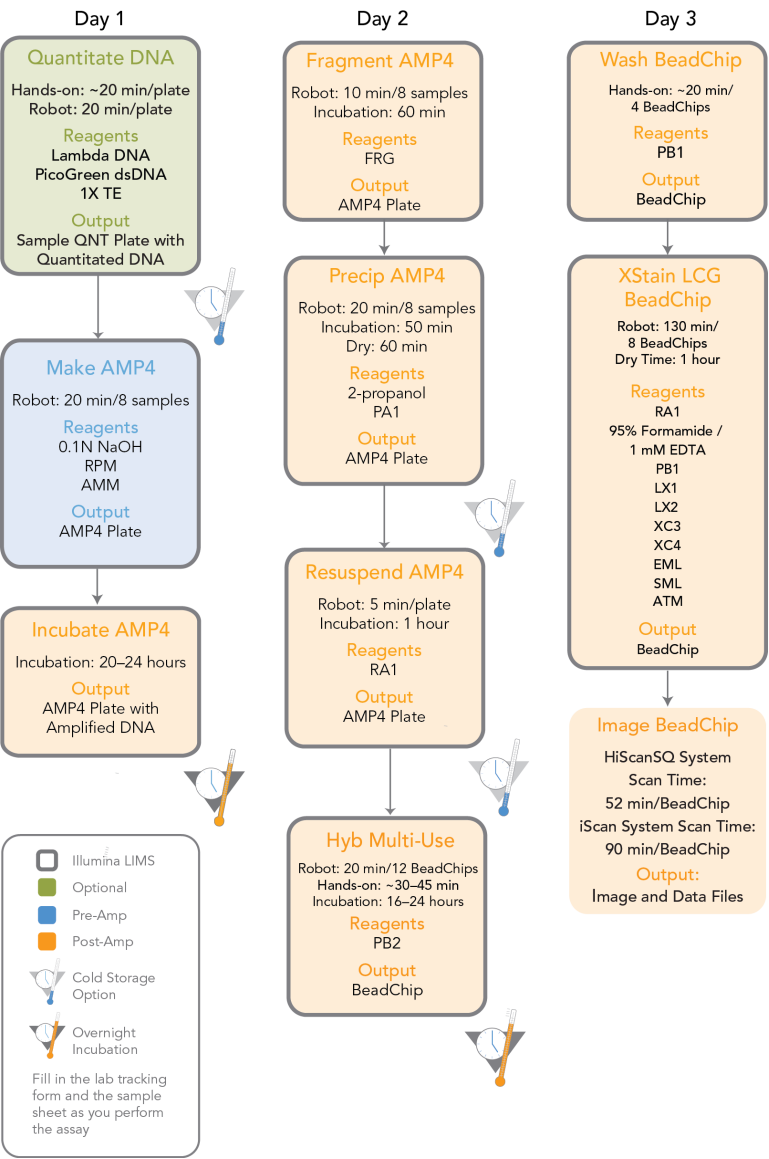 Day 1
Quantitate DNA
Hands-on: ~20 min/plate
Robot: 20 min/plate
Reagents
Lambda DNA
PicoGreen dsDNA
1X TE
Output
Sample QNT Plate with
Quantitated DNA
Make AMP4
Robot: 20 min/8 samples
Reagents
0.1N NaOH
RPM
AMM
Output
AMP4 Plate
Incubate AMP4
Incubation: 20–24 hours
Output
AMP4 Plate with
Amplified DNA
Illumina LIMS
Optional
Pre-Amp
Post-Amp
Cold Storage
Option
Overnight
Incubation
Fill in the lab tracking
form and the sample
sheet as you perform
the assay
Day 2
Fragment AMP4
Robot: 10 min/8 samples
Incubation: 60 min
Reagents
FRG
Output
AMP4 Plate
Precip AMP4
Robot: 20 min/8 samples
Incubation: 50 min
Dry: 60 min
Reagents
2-propanol
PA1
Output
AMP4 Plate
Resuspend AMP4
Robot: 5 min/plate
Incubation: 1 hour
Reagents
RA1
Output
AMP4 Plate
Hyb Multi-Use
Robot: 20 min/12 BeadChips
Hands-on: ~30–45 min
Incubation: 16–24 hours
Reagents
PB2
Output
BeadChip
Day 3
Wash BeadChip
Hands-on: ~20 min/
4 BeadChips
Reagents
PB1
Output
BeadChip
XStain LCG
BeadChip
Robot: 130 min/
8 BeadChips
Dry Time: 1 hour
Reagents
RA1
95% Formamide /
1 mM EDTA
PB1
LX1
LX2
XC3
XC4
EML
SML
ATM
Output
BeadChip
Image BeadChip
HiScanSQ System
Scan Time:
52 min/BeadChip
iScan System Scan Time:
90 min/BeadChip
Output:
Image and Data Files